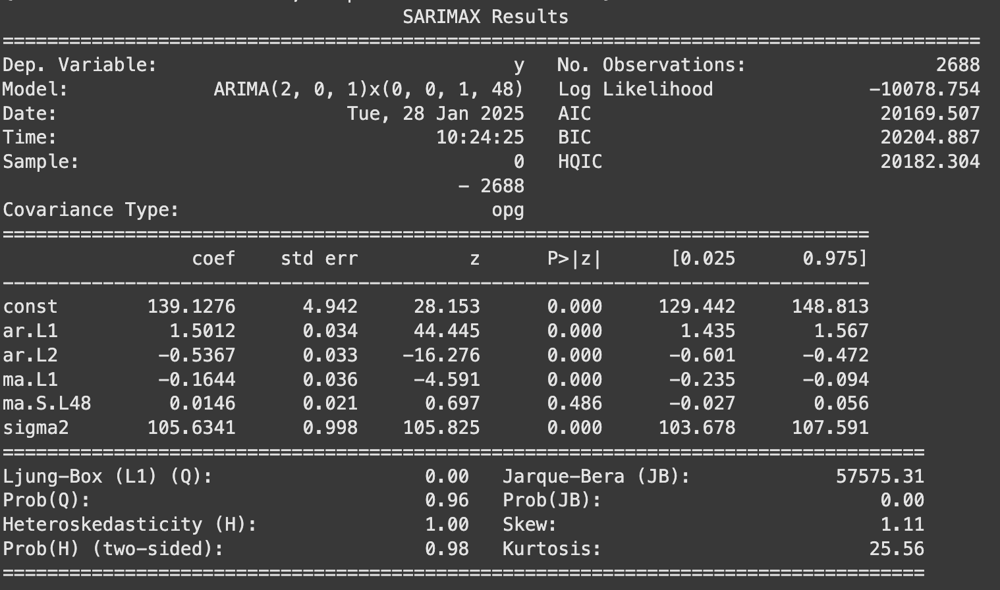 SARIMAX Results
==============================================================================
Dep. Variable: y No. Observations: 2688
Model: ARIMA(2, 0, 1)x(0, 0, 1, 48) Log Likelihood -10078.754
Date: Tue, 28 Jan 2025 AIC 20169.507
Time: 10:24:25 BIC 20204.887
Sample: 0 HQIC 20182.304
- 2688
Covariance Type: opg
==============================================================================
coef std err z P>|z| [0.025 0.975]
------------------------------------------------------------------------------
const 139.1276 4.942 28.153 0.000 129.442 148.813
ar.L1 1.5012 0.034 44.445 0.000 1.435 1.567
ar.L2 -0.5367 0.033 -16.276 0.000 -0.601 -0.472
ma.L1 -0.1644 0.036 -4.591 0.000 -0.235 -0.094
ma.S.L48 0.0146 0.021 0.697 0.486 -0.027 0.056
sigma2 105.6341 0.998 105.825 0.000 103.678 107.591
==============================================================================
Ljung-Box (L1) (Q): 0.00 Jarque-Bera (JB): 57575.31
Prob(Q): 0.96 Prob(JB): 0.00
Heteroskedasticity (H): 1.00 Skew: 1.11
Prob(H) (two-sided): 0.98 Kurtosis: 25.56
==============================================================================